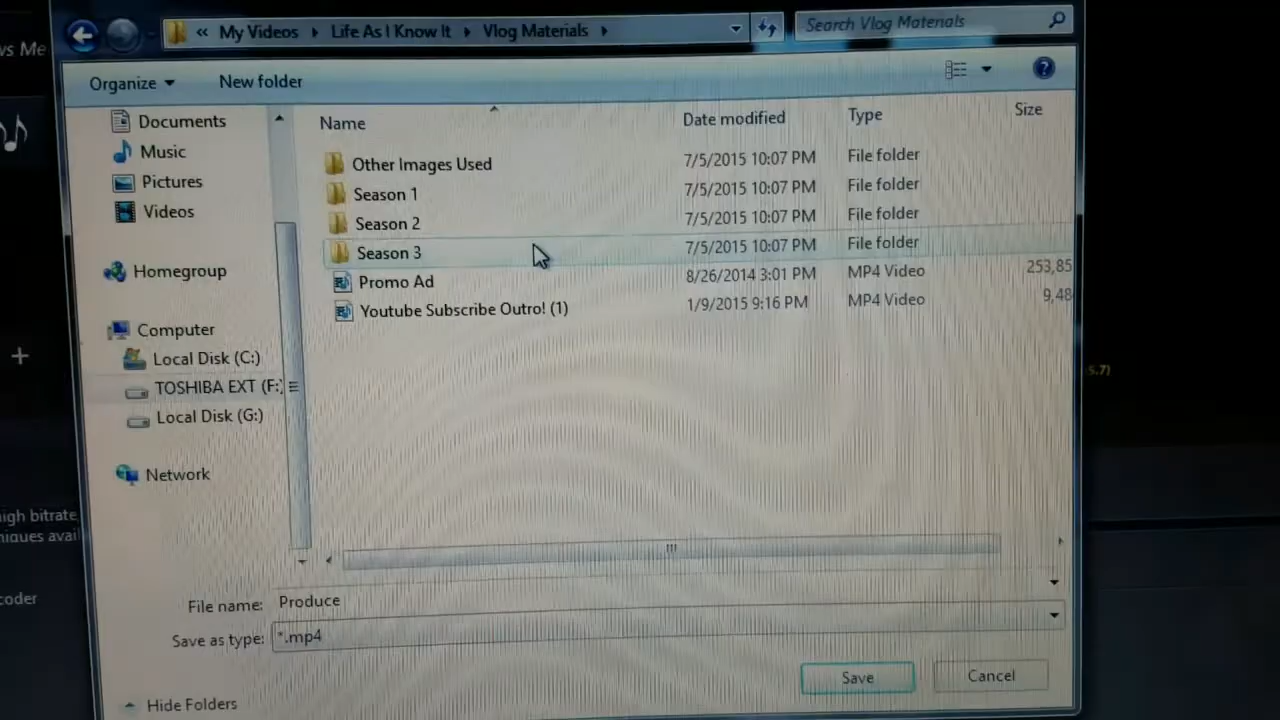 « My Videos Life As I Know It Vlog Materials
Search Vlog Materials
ws Me
Organize
New folder
?
Documents
Music
Pictures
Videos
Homegroup
Computer
Local Disk (C:)
TOSHIBA EXT (F:)
Local Disk (G:)
Network
Name Date modified Type Size
Other Images Used 7/5/2015 10:07 PM File folder
Season 1 7/5/2015 10:07 PM File folder
Season 2 7/5/2015 10:07 PM File folder
Season 3 7/5/2015 10:07 PM File folder
Promo Ad 8/26/2014 3:01 PM MP4 Video 253,85
Youtube Subscribe Outro! (1) 1/9/2015 9:16 PM MP4 Video 9,48
5.7)
igh bitrate
niques avai
coder
File name: Produce
Save as type: *.mp4
Save
Cancel
Hide Folders